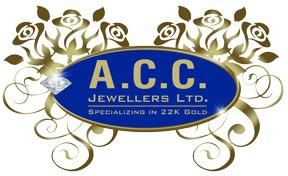 A.C.C.
JEWELLERS LTD.
SPECIALIZING IN 22K GOLD